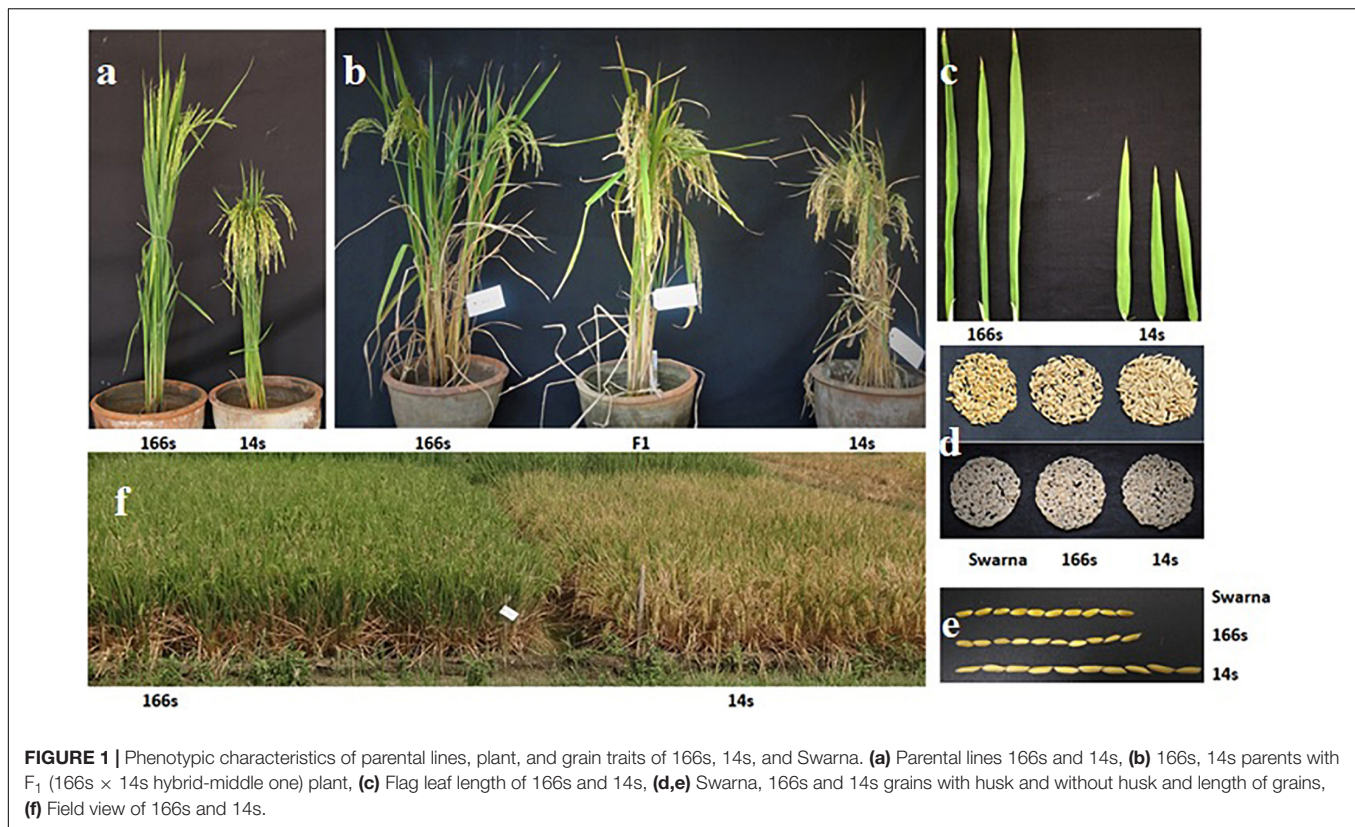 a
166s 14s
b
166s F1 14s
c
166s 14s
d
Swarna 166s 14s
e
Swarna
166s
14s
f
166s 14s
FIGURE 1 | Phenotypic characteristics of parental lines, plant, and grain traits of 166s, 14s, and Swarna. (a) Parental lines 166s and 14s, (b) 166s, 14s parents with
F1 (166s × 14s hybrid-middle one) plant, (c) Flag leaf length of 166s and 14s, (d,e) Swarna, 166s and 14s grains with husk and without husk and length of grains,
(f) Field view of 166s and 14s.